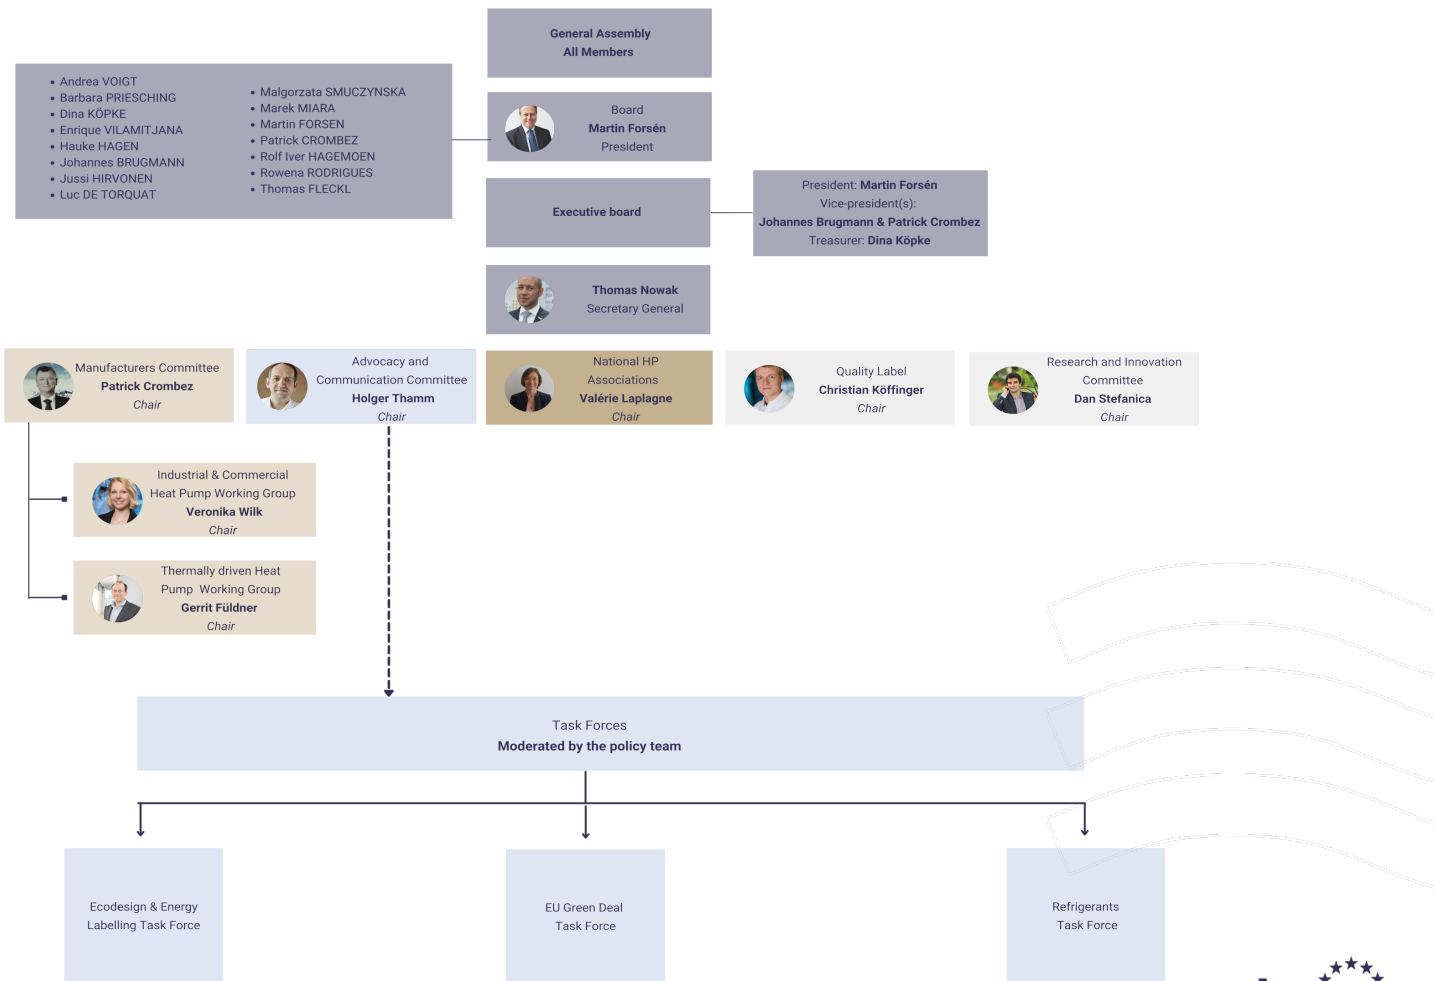 General Assembly
All Members
• Andrea VOIGT
• Barbara PRIESCHING
• Dina KÖPKE
• Enrique VILAMITJANA
• Hauke HAGEN
• Johannes BRUGMANN
• Jussi HIRVONEN
• Luc DE TORQUAT
• Malgorzata SMUCZYNSKA
• Marek MIARA
• Martin FORSEN
• Patrick CROMBEZ
• Rolf Iver HAGEMOEN
• Rowena RODRIGUES
• Thomas FLECKL
Board
Martin Forsén
President
Executive board
President: Martin Forsén
Vice-president(s):
Johannes Brugmann & Patrick Crombez
Treasurer: Dina Köpke
Thomas Nowak
Secretary General
Manufacturers Committee
Patrick Crombez
Chair
Advocacy and
Communication Committee
Holger Thamm
Chair
National HP
Associations
Valérie Laplagne
Chair
Quality Label
Christian Köffinger
Chair
Research and Innovation
Committee
Dan Stefanica
Chair
Industrial & Commercial
Heat Pump Working Group
Veronika Wilk
Chair
Thermally driven Heat
Pump Working Group
Gerrit Füldner
Chair
Task Forces
Moderated by the policy team
Ecodesign & Energy
Labelling Task Force
EU Green Deal
Task Force
Refrigerants
Task Force